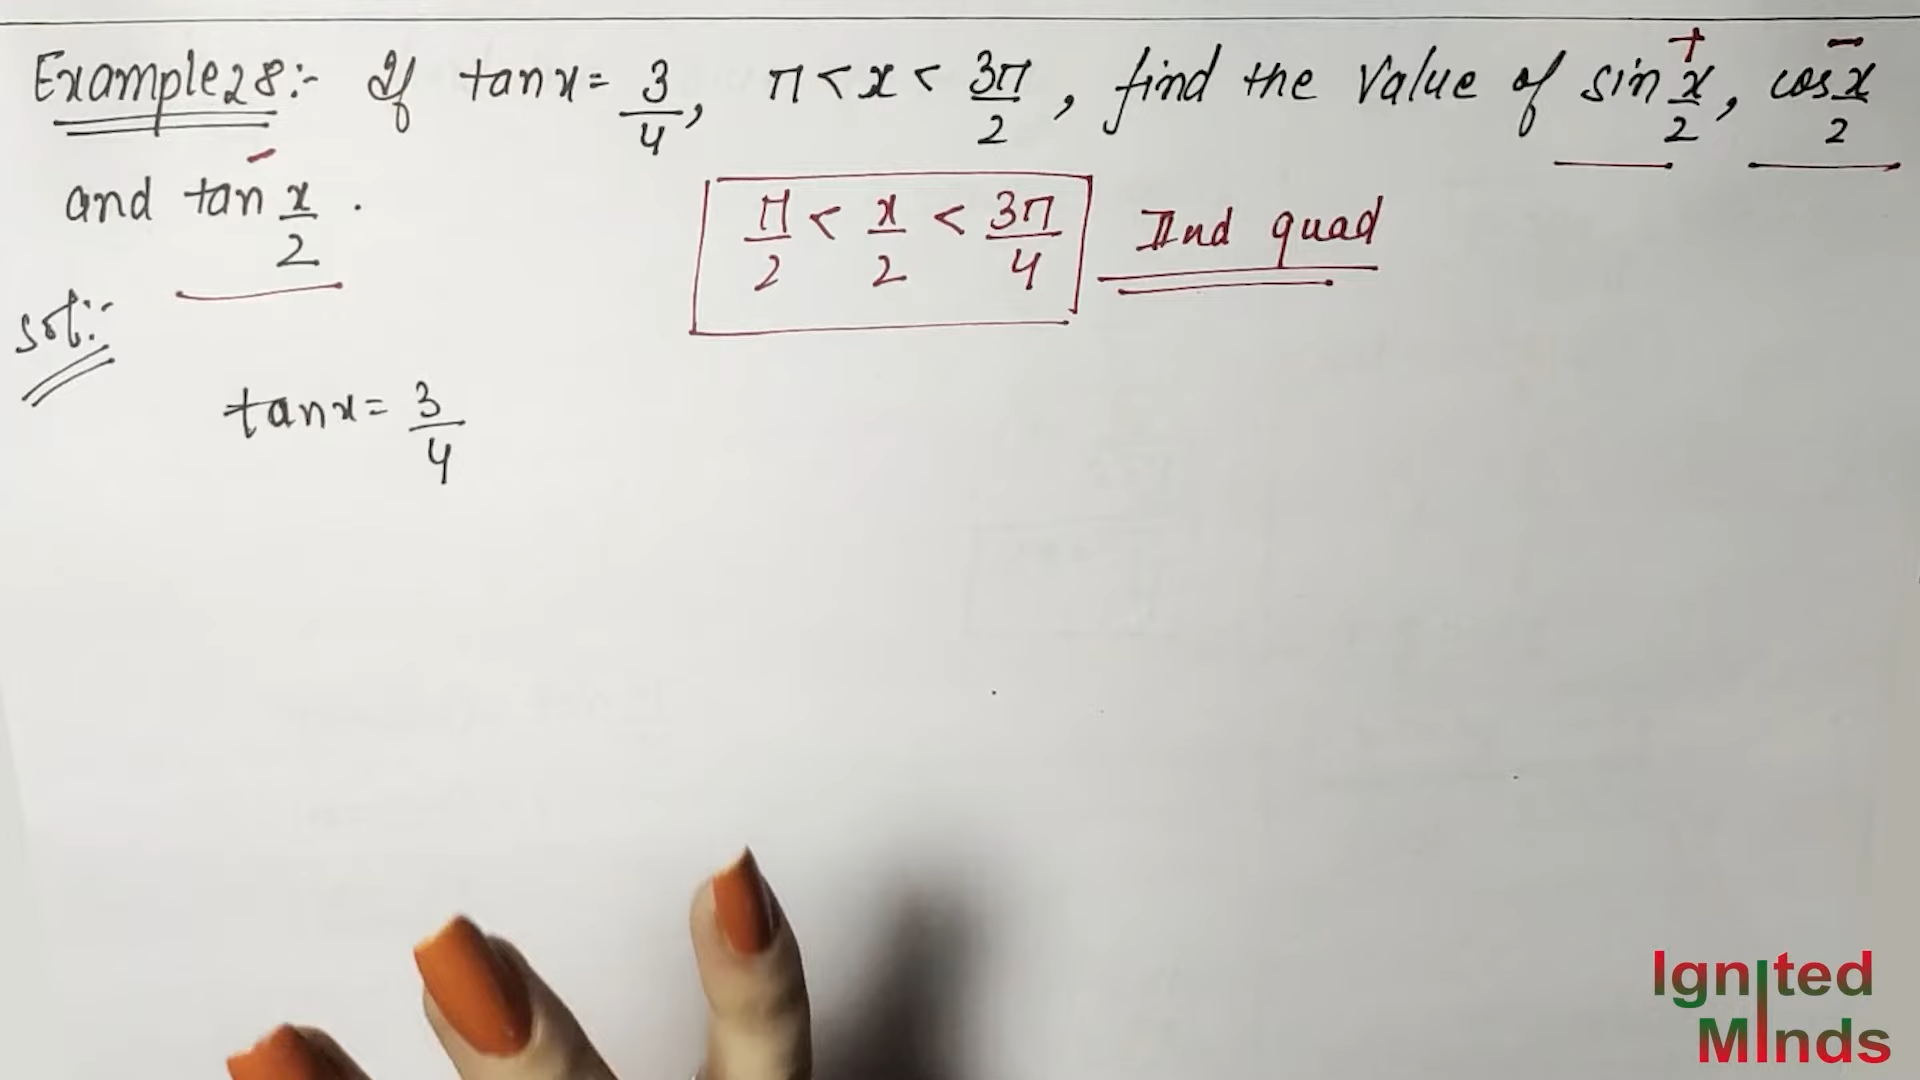 Example 28:- If tan x = 3/4, π < x < 3π/2, find the value of sin x/2, cos x/2
+ -
and tan x/2.
-
π/2 < x/2 < 3π/4 IInd quad
Sol:-
tan x = 3/4
Ignited
Minds